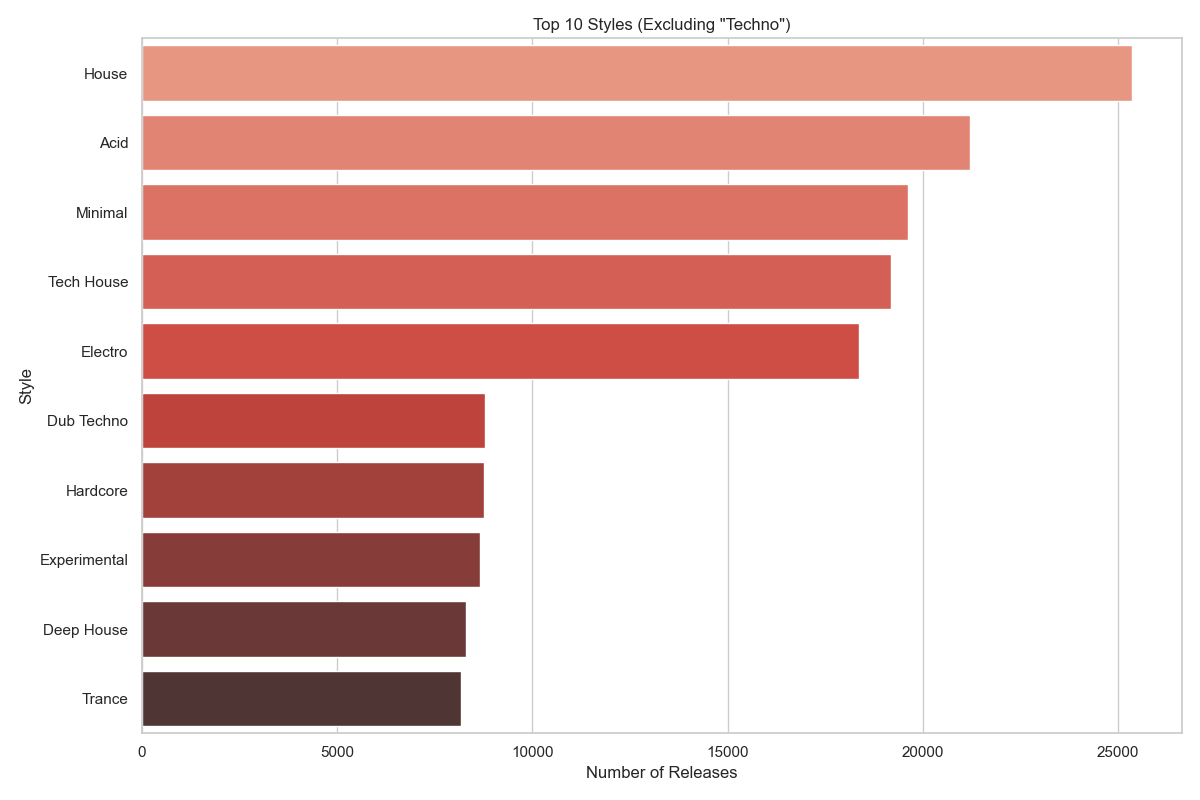 Top 10 Styles (Excluding "Techno")
House
Acid
Minimal
Tech House
Electro
Dub Techno
Hardcore
Experimental
Deep House
Trance
Style
0 5000 10000 15000 20000 25000
Number of Releases